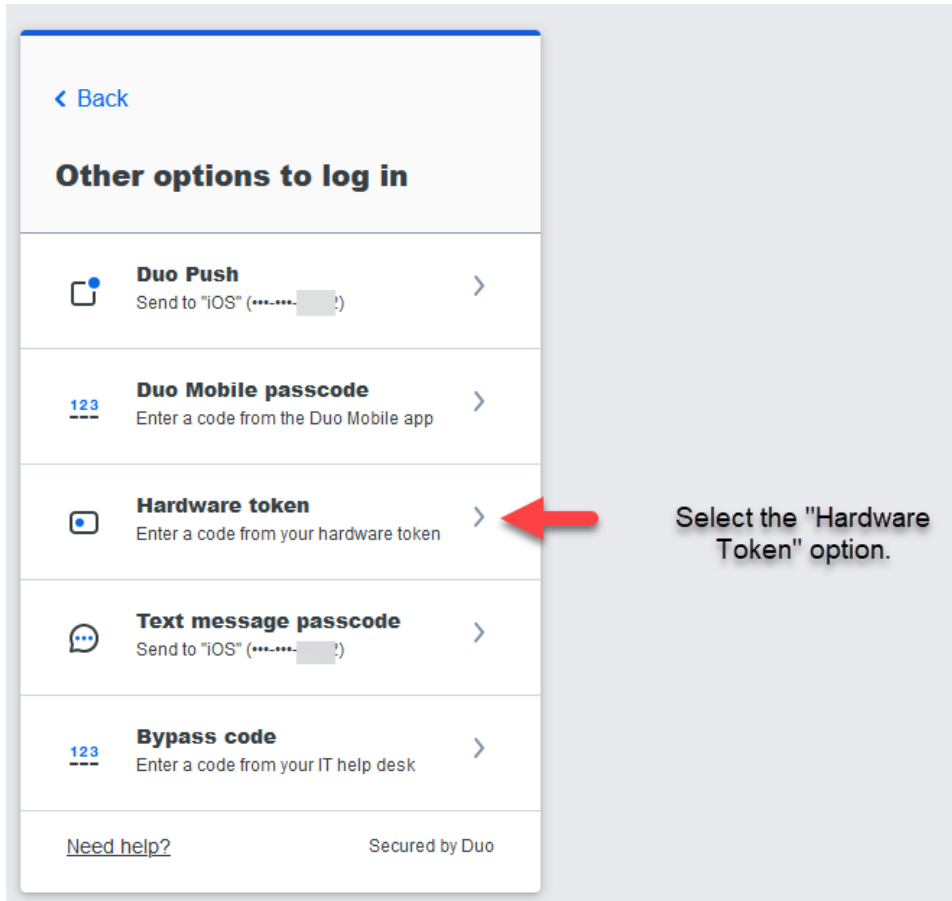 Back
Other options to log in
Duo Push
Send to "iOS" (•••-•••-
123
Duo Mobile passcode
Enter a code from the Duo Mobile app
Hardware token
Enter a code from your hardware token
Select the "Hardware
Token" option.
Text message passcode
Send to "iOS" (•••-•••-
123
Bypass code
Enter a code from your IT help desk
Need help?
Secured by Duo